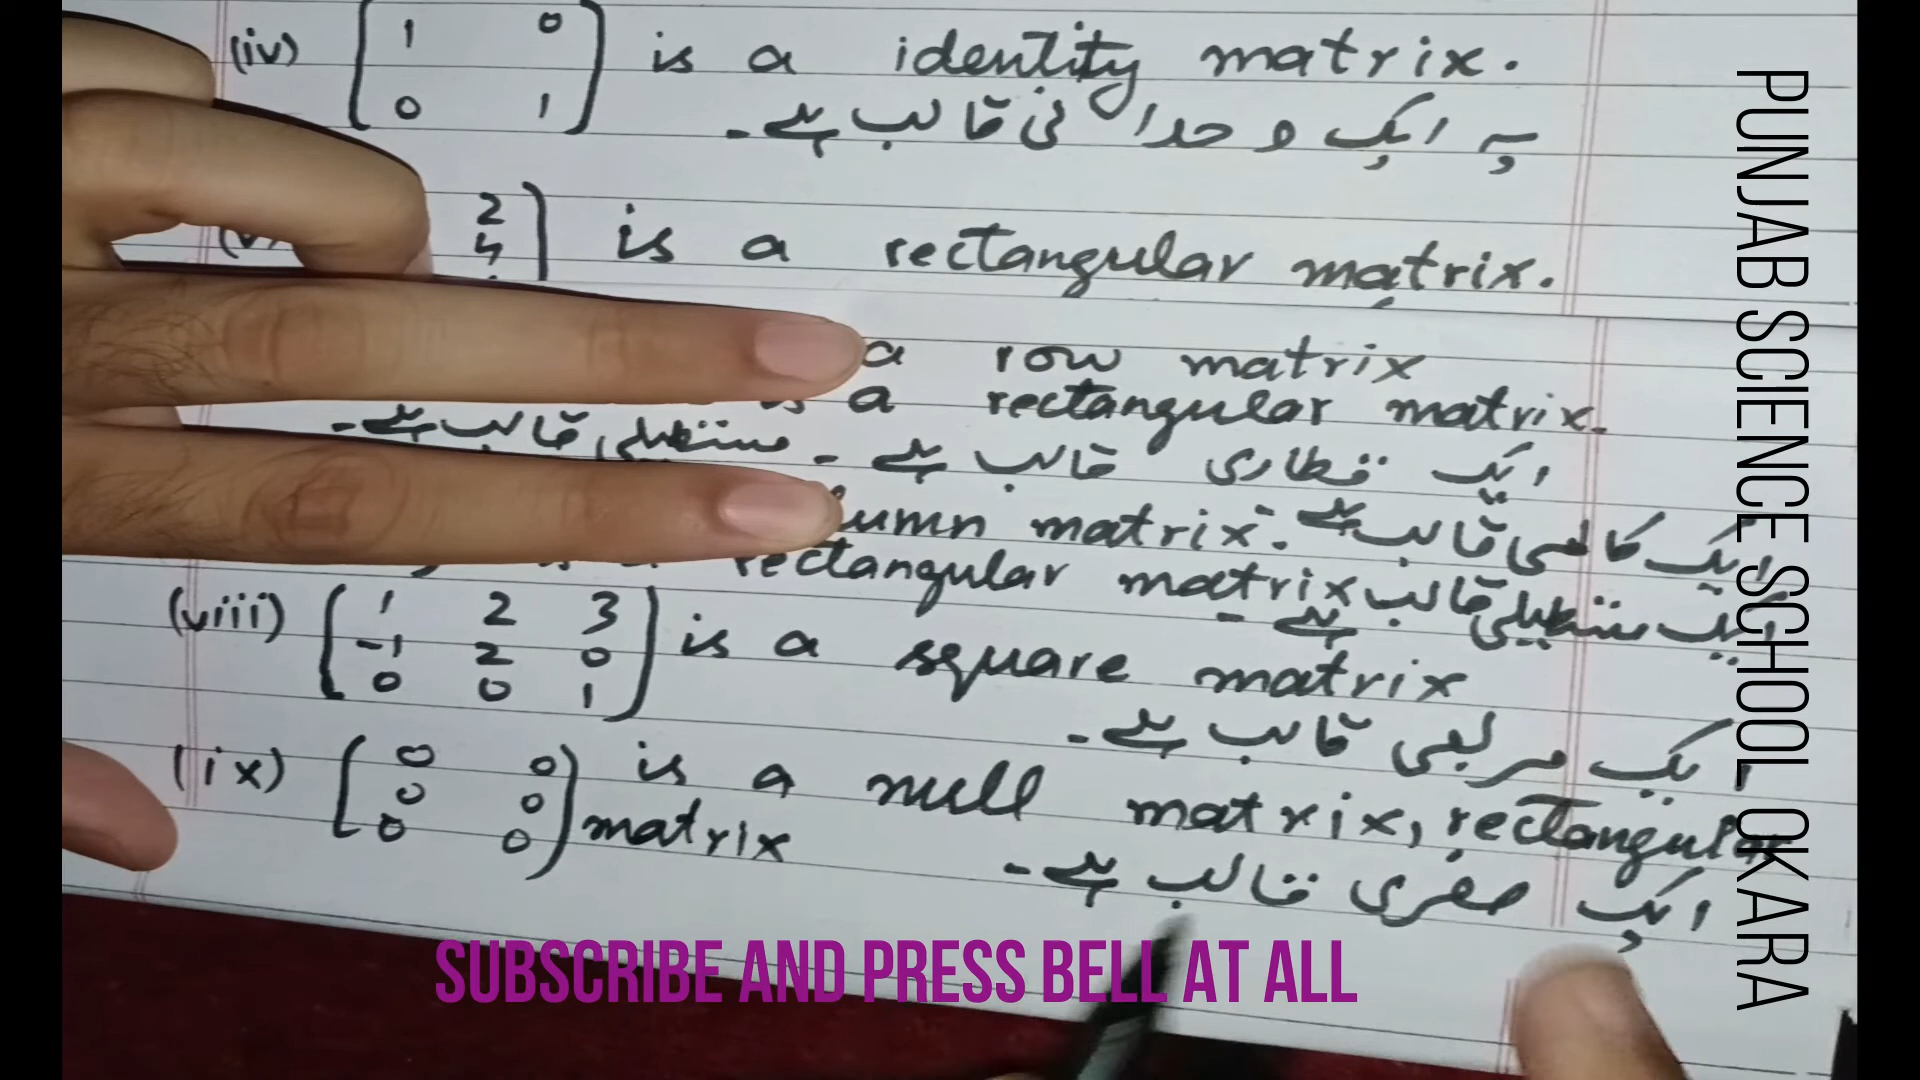 (iv) [1 0
0 1] is a identity matrix.
یہ ایک وحدانی قالب ہے۔
2
4 ] is a rectangular matrix.
a row matrix
is a rectangular matrix.
ایک قطاری قالب ہے۔ مستطیلی قالب ہے۔
umn matrix. ایک کالمی قالب ہے
rectangular matrix ایک مستطیلی قالب ہے۔
(viii) [1 2 3
-1 2 0
0 0 1] is a square matrix
ایک مربعی قالب ہے۔
(ix) [0 0
0 0
0 0] is a null matrix, rectangular
matrix
ایک صفری قالب ہے۔
SUBSCRIBE AND PRESS BELL AT ALL
PUNJAB SCIENCE SCHOOL OKARA